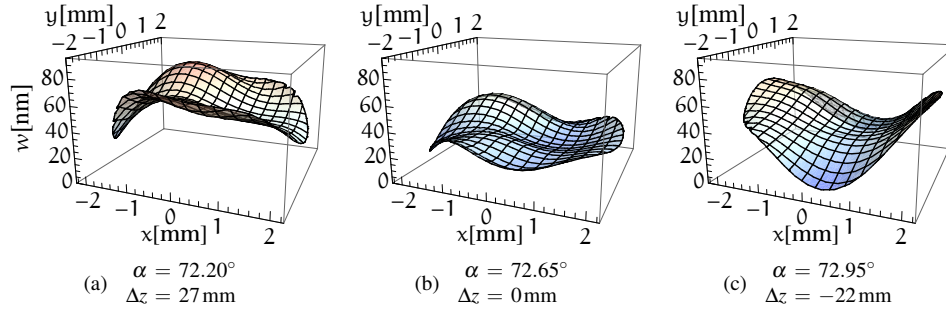 y[mm]
-2 -1 0 1 2
80
60
40
20
0
w[nm]
-2 -1 0 1 2
x[mm]
(a) α = 72.20°
Δz = 27 mm
y[mm]
-2 -1 0 1 2
80
60
40
20
0
-2 -1 0 1 2
x[mm]
(b) α = 72.65°
Δz = 0 mm
y[mm]
-2 -1 0 1 2
80
60
40
20
0
-2 -1 0 1 2
x[mm]
(c) α = 72.95°
Δz = −22 mm